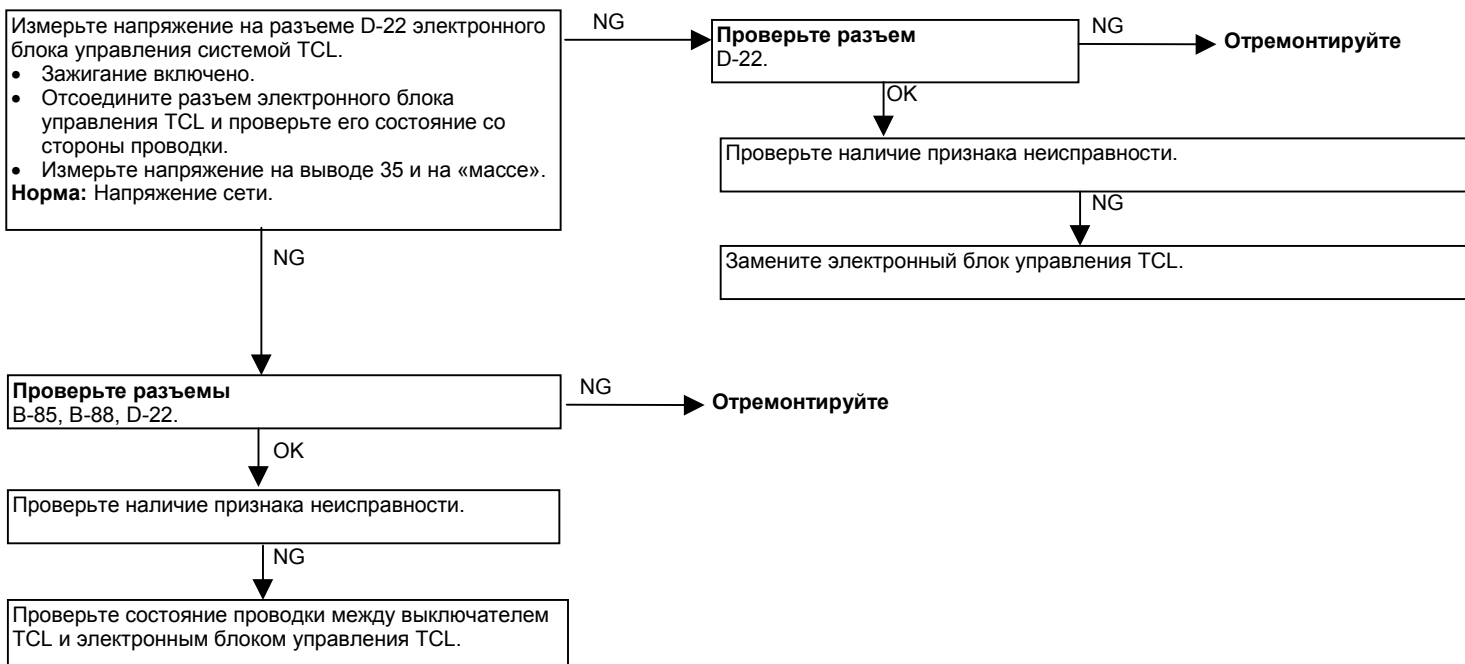 Измерьте напряжение на разъеме D-22 электронного
блока управления системой TCL.
• Зажигание включено.
• Отсоедините разъем электронного блока
управления TCL и проверьте его состояние со
стороны проводки.
• Измерьте напряжение на выводе 35 и на «массе».
Норма: Напряжение сети.
NG
Проверьте разъем
D-22.
NG
Отремонтируйте
OK
Проверьте наличие признака неисправности.
NG
Замените электронный блок управления TCL.
NG
Проверьте разъемы
B-85, B-88, D-22.
NG
Отремонтируйте
OK
Проверьте наличие признака неисправности.
NG
Проверьте состояние проводки между выключателем
TCL и электронным блоком управления TCL.